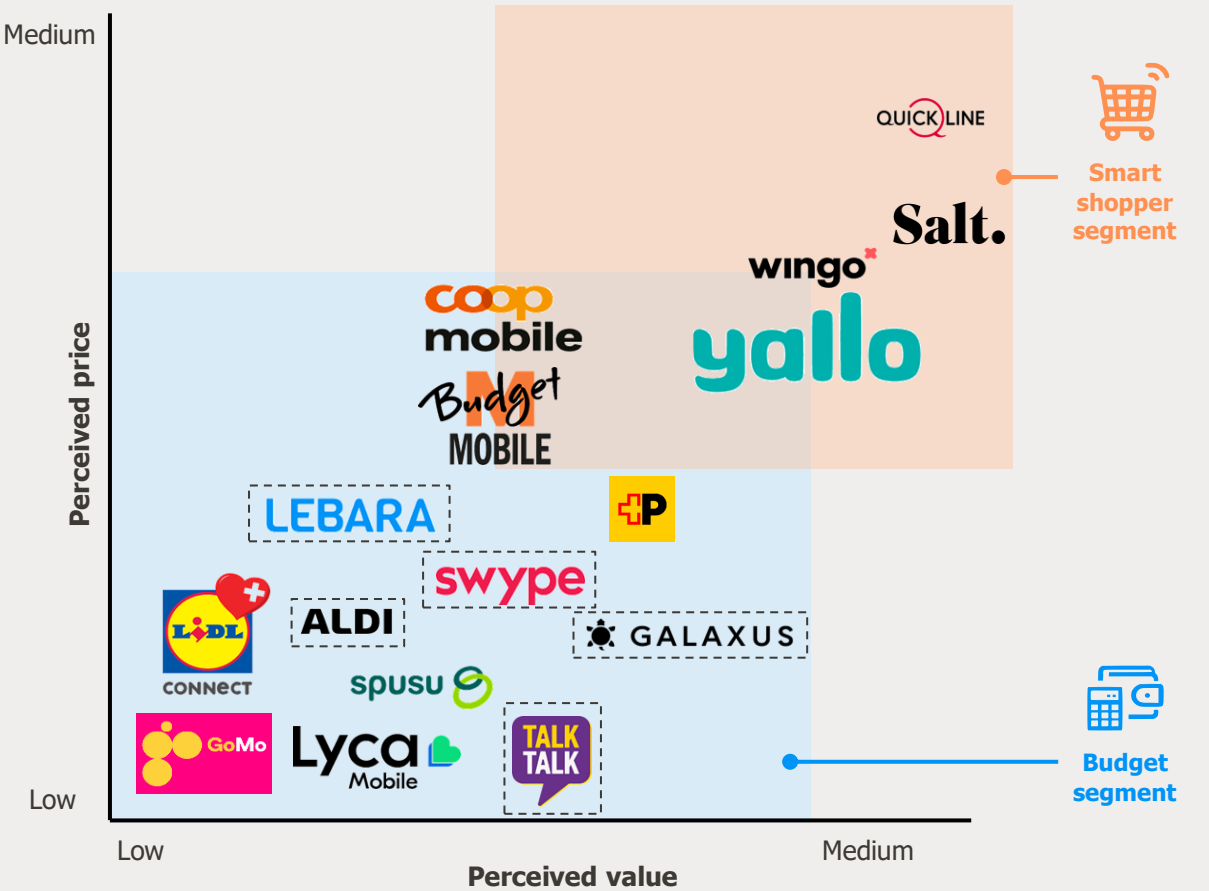 Medium
QUICKLINE
Smart
shopper
segment
Salt.
wingo
coop
mobile
yallo
M
Budget
MOBILE
Perceived price
LEBARA
P
swype
LIDL
CONNECT
ALDI
GALAXUS
spusu
GoMo
Lyca
Mobile
TALK
TALK
Budget
segment
Low
Low
Medium
Perceived value